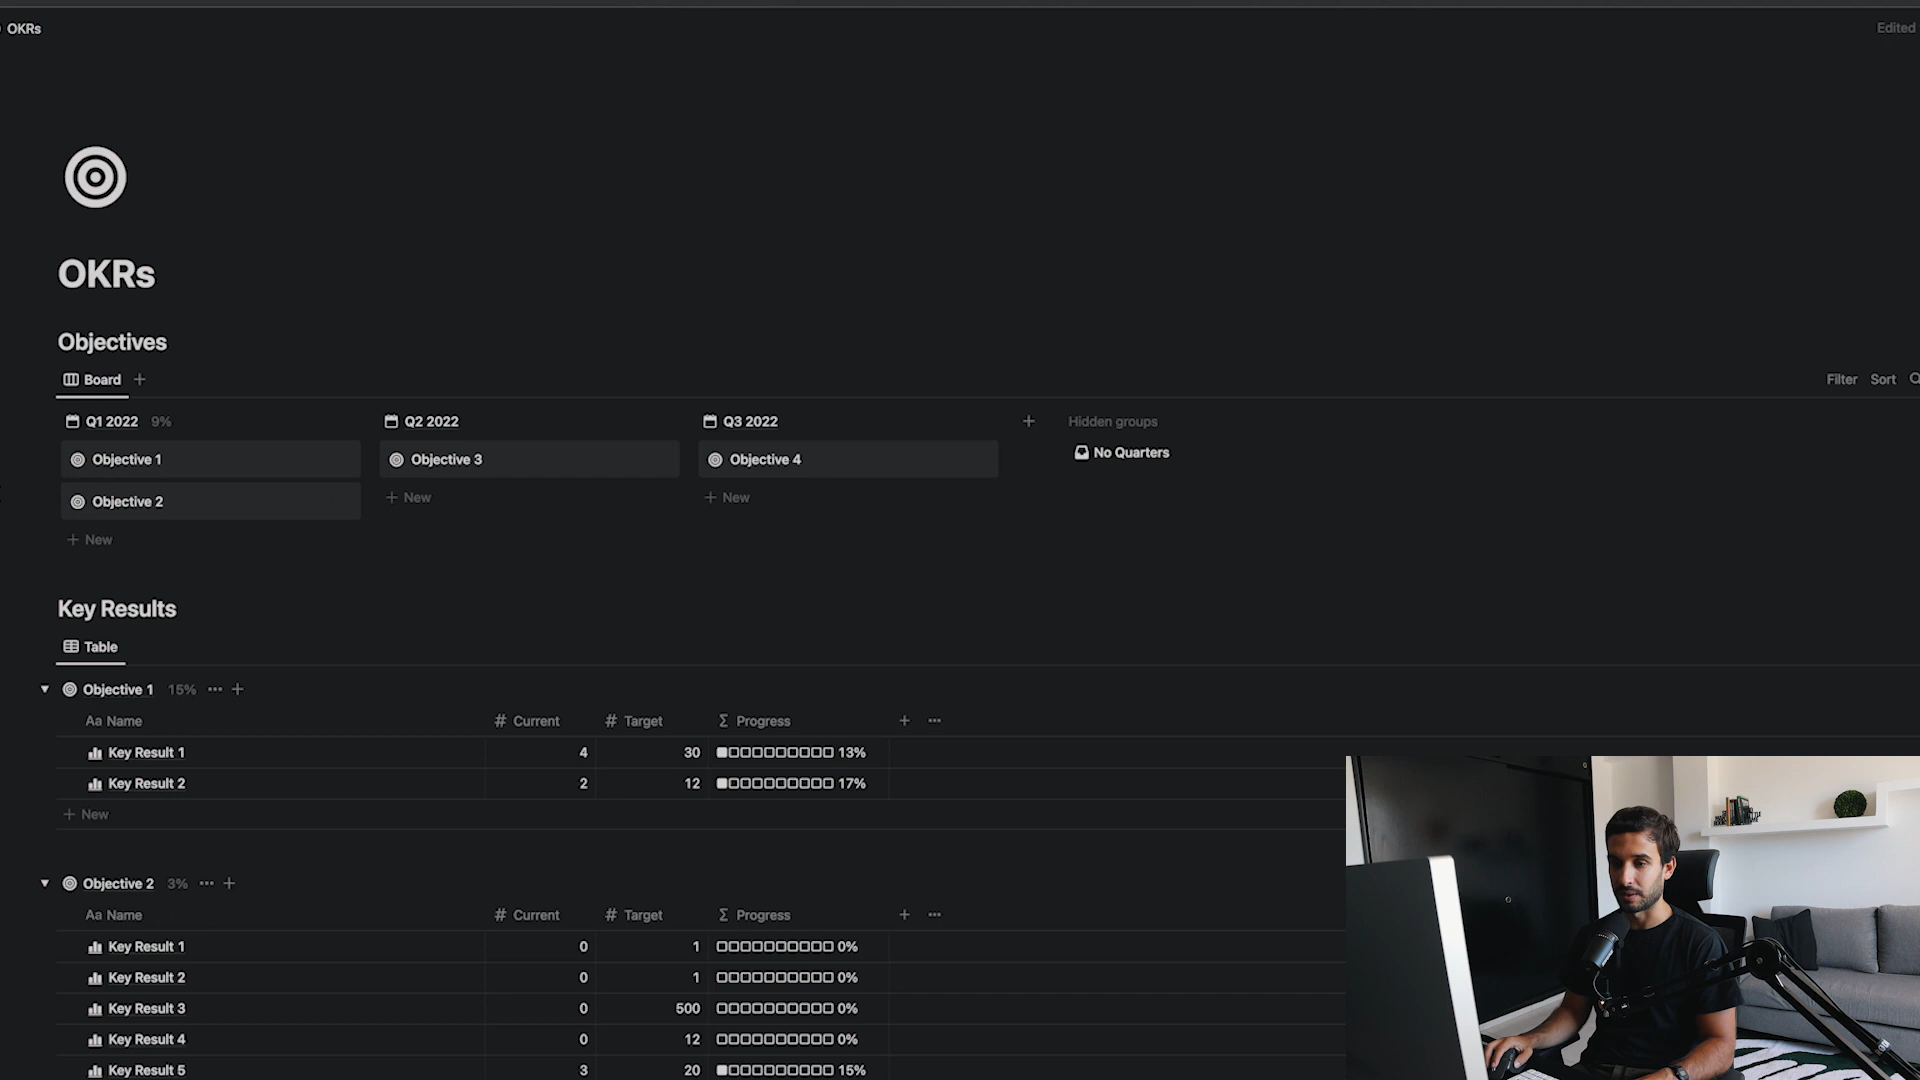 OKRs
Edited
OKRs
Objectives
Board
Filter Sort
Q1 2022 9% Q2 2022 Q3 2022 Hidden groups
Objective 1 Objective 3 Objective 4 No Quarters
Objective 2 + New + New
+ New
Key Results
Table
Objective 1 15% ••• +
Aa Name # Current # Target Σ Progress + •••
Key Result 1 4 30 13%
Key Result 2 2 12 17%
+ New
Objective 2 3% ••• +
Aa Name # Current # Target Σ Progress + •••
Key Result 1 0 1 0%
Key Result 2 0 1 0%
Key Result 3 0 500 0%
Key Result 4 0 12 0%
Key Result 5 3 20 15%